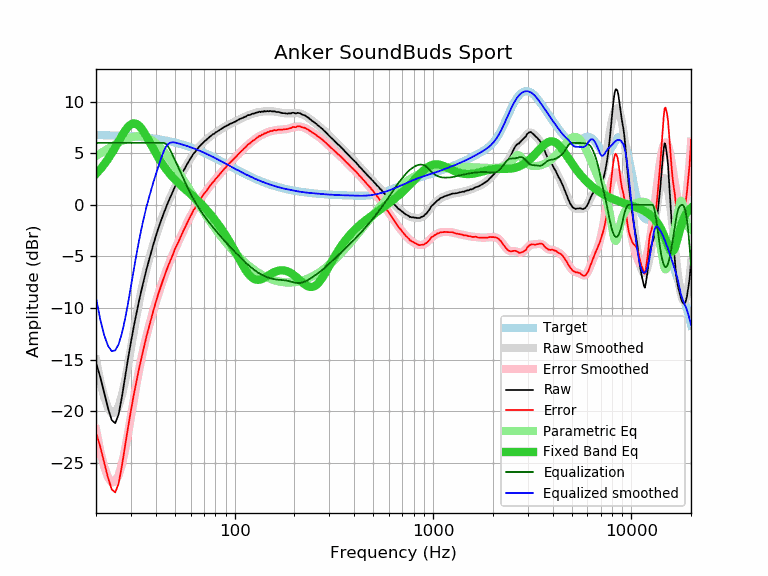 Anker SoundBuds Sport
Amplitude (dBr)
10
5
0
−5
−10
−15
−20
−25
100
1000
10000
Frequency (Hz)
Target
Raw Smoothed
Error Smoothed
Raw
Error
Parametric Eq
Fixed Band Eq
Equalization
Equalized smoothed